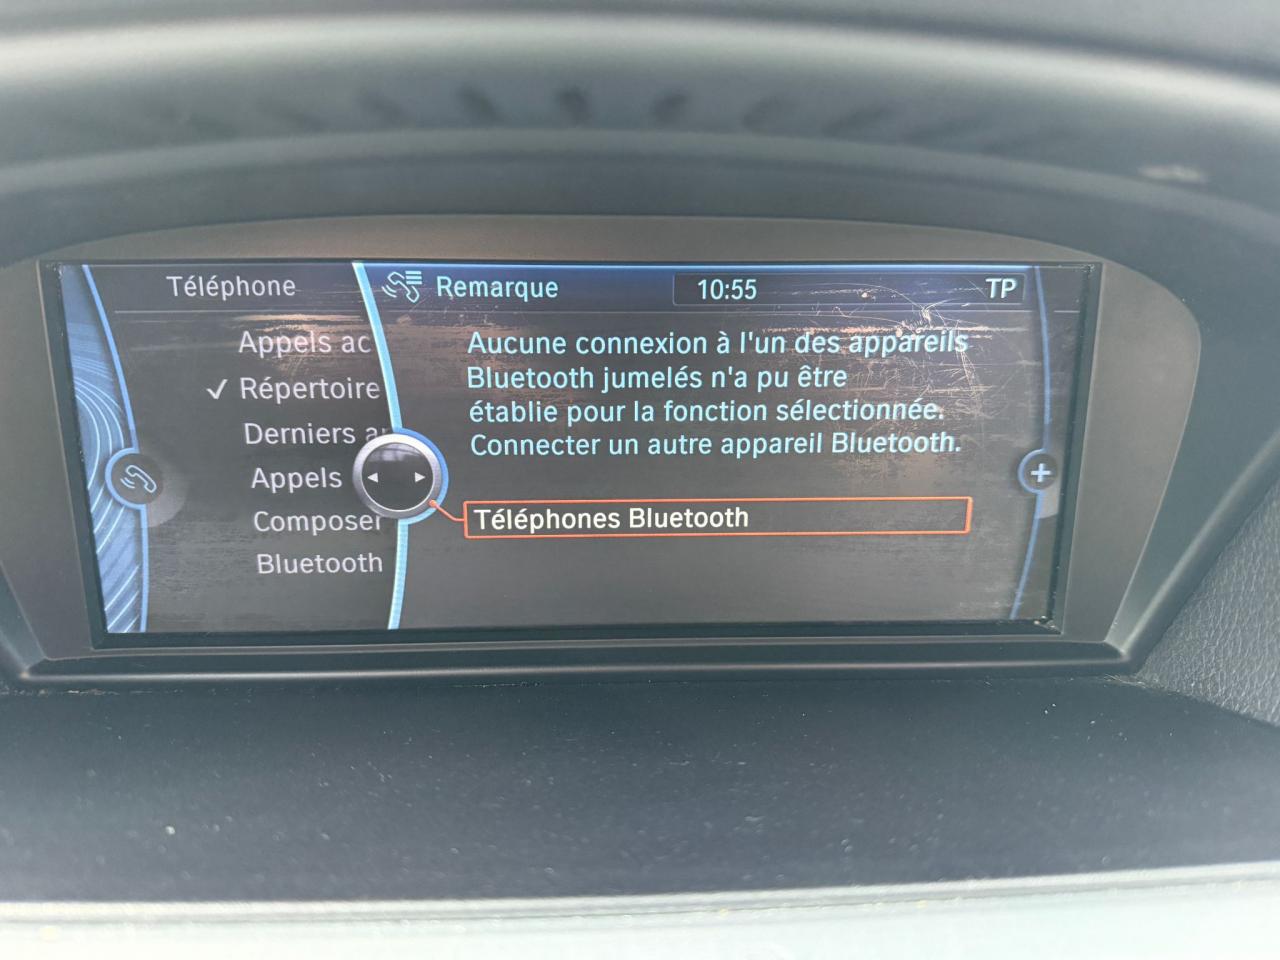 Téléphone
Remarque
10:55
TP
Appels ac
✓ Répertoire
Derniers a
Appels
Composer
Bluetooth
Aucune connexion à l'un des appareils
Bluetooth jumelés n'a pu être
établie pour la fonction sélectionnée.
Connecter un autre appareil Bluetooth.
Téléphones Bluetooth